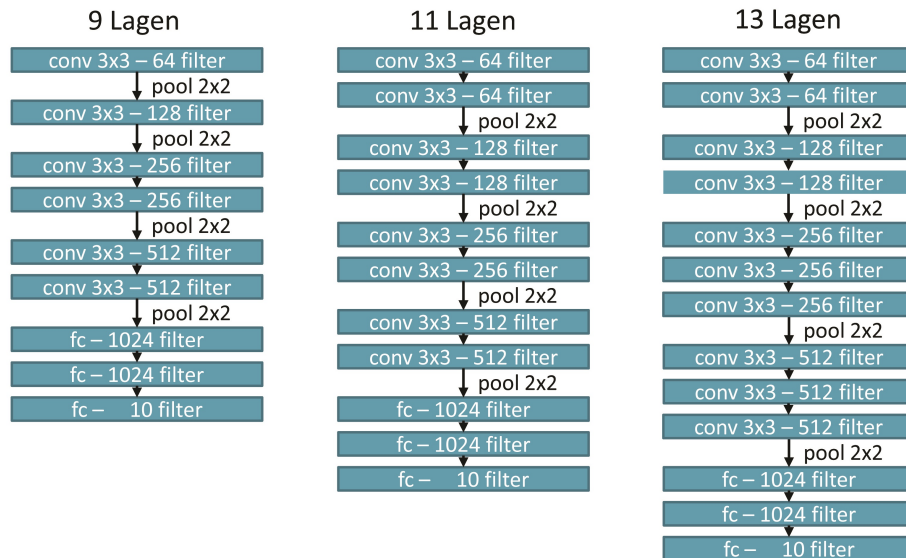 9 Lagen
conv 3x3 – 64 filter
pool 2x2
conv 3x3 – 128 filter
pool 2x2
conv 3x3 – 256 filter
conv 3x3 – 256 filter
pool 2x2
conv 3x3 – 512 filter
conv 3x3 – 512 filter
pool 2x2
fc – 1024 filter
fc – 1024 filter
fc – 10 filter
11 Lagen
conv 3x3 – 64 filter
conv 3x3 – 64 filter
pool 2x2
conv 3x3 – 128 filter
conv 3x3 – 128 filter
pool 2x2
conv 3x3 – 256 filter
conv 3x3 – 256 filter
pool 2x2
conv 3x3 – 512 filter
conv 3x3 – 512 filter
pool 2x2
fc – 1024 filter
fc – 1024 filter
fc – 10 filter
13 Lagen
conv 3x3 – 64 filter
conv 3x3 – 64 filter
pool 2x2
conv 3x3 – 128 filter
conv 3x3 – 128 filter
pool 2x2
conv 3x3 – 256 filter
conv 3x3 – 256 filter
conv 3x3 – 256 filter
pool 2x2
conv 3x3 – 512 filter
conv 3x3 – 512 filter
conv 3x3 – 512 filter
pool 2x2
fc – 1024 filter
fc – 1024 filter
fc – 10 filter